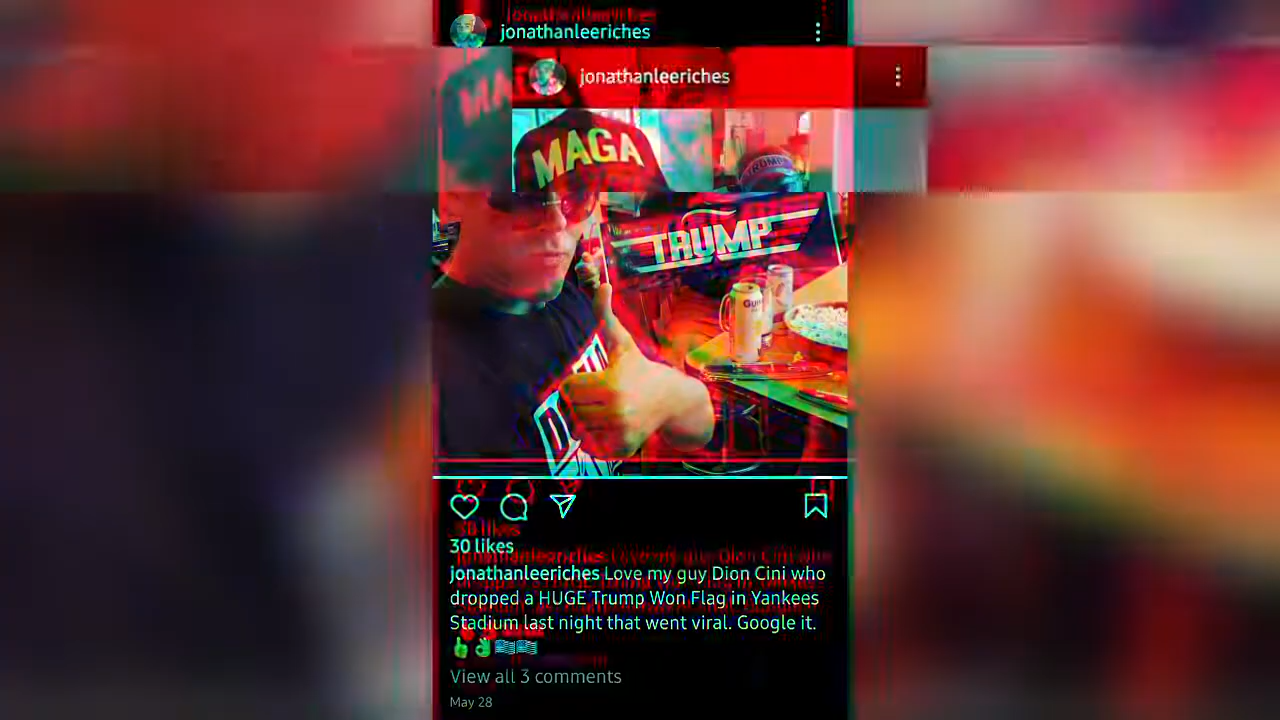 jonathanleeriches
jonathanleeriches
MAGA
TRUMP
TRUMP
30 likes
jonathanleeriches Love my guy Dion Cini who
dropped a HUGE Trump Won Flag in Yankees
Stadium last night that went viral. Google it.
👍👌
View all 3 comments
May 28